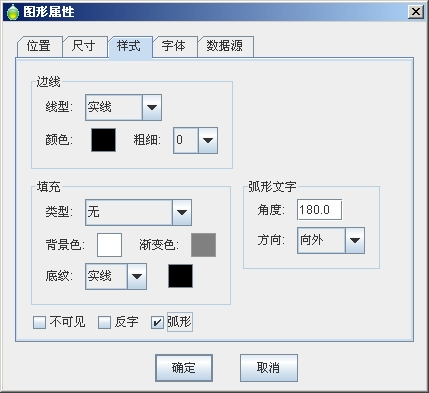 图形属性
位置 尺寸 样式 字体 数据源
边线
线型: 实线
颜色: 粗细: 0
填充 弧形文字
类型: 无 角度: 180.0
背景色: 渐变色: 方向: 向外
底纹: 实线
不可见 反字 弧形
确定 取消